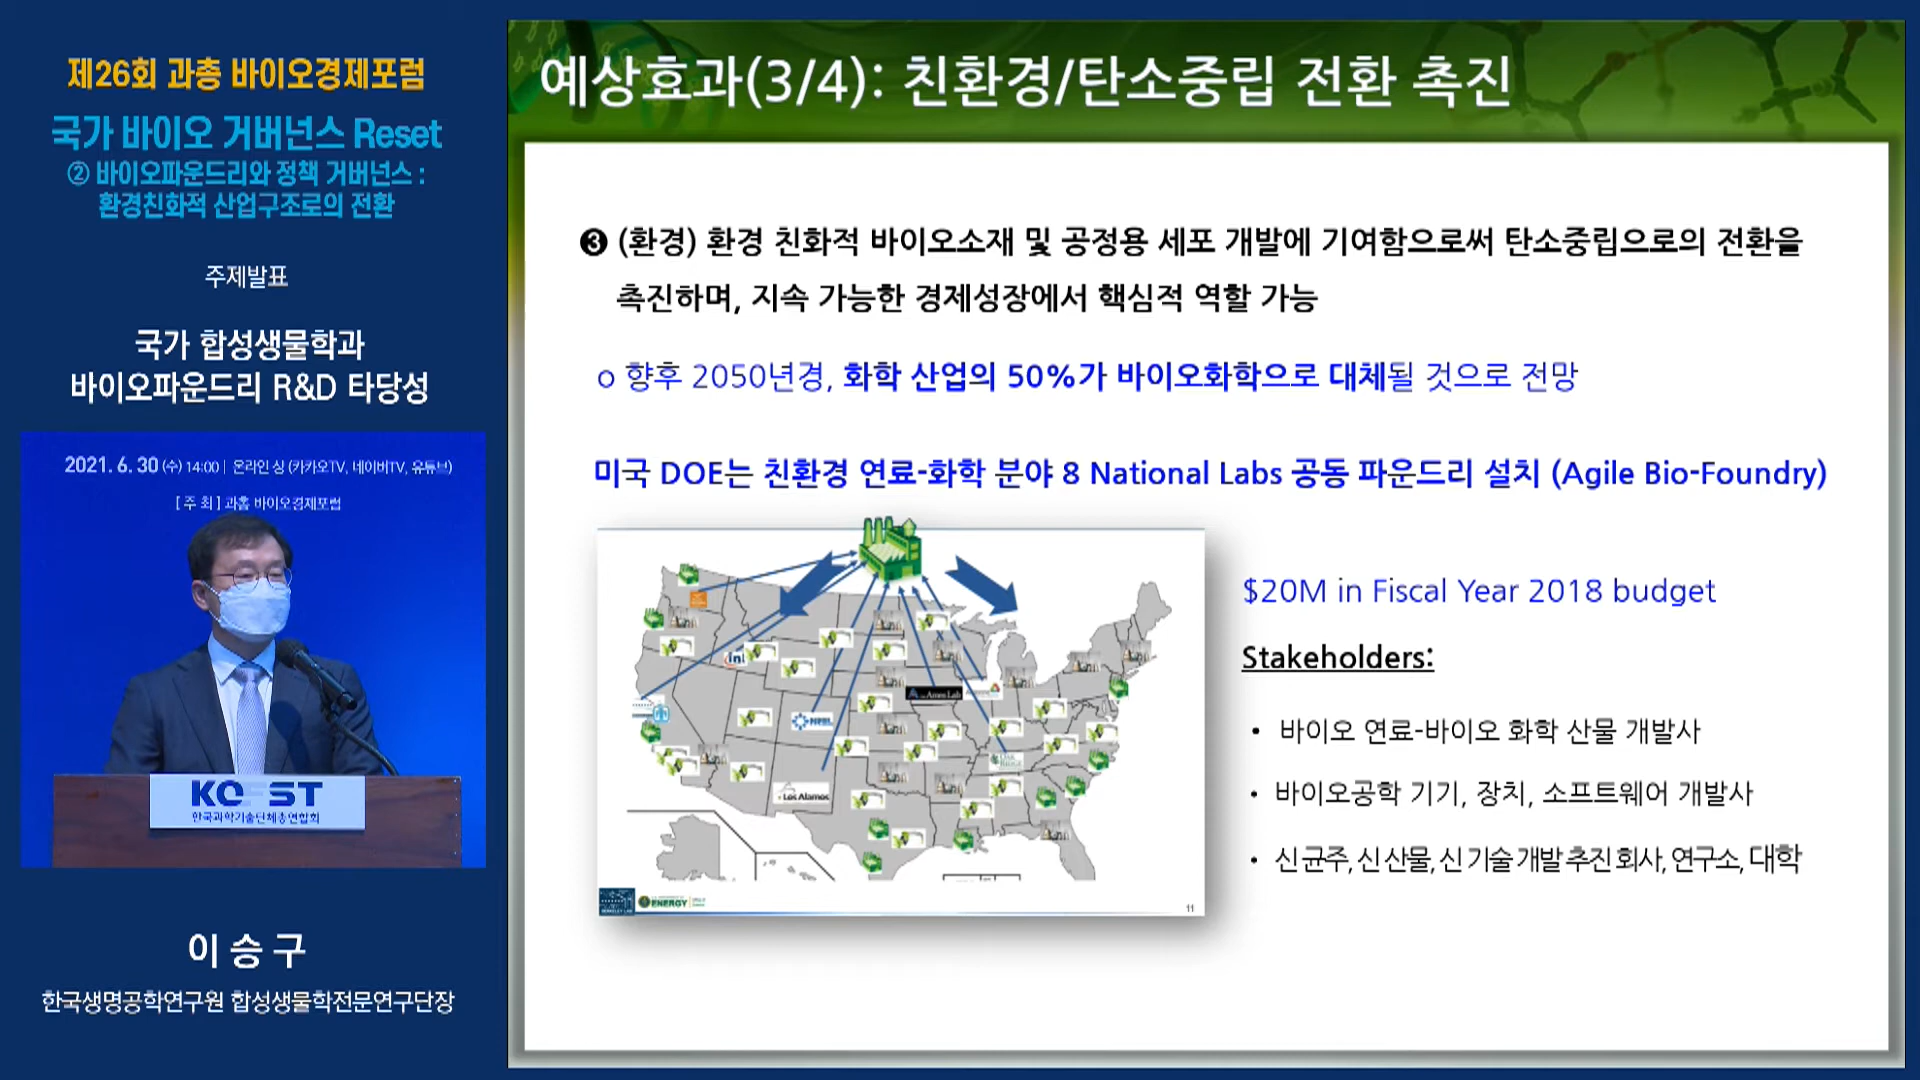 제26회 과총 바이오경제포럼
국가 바이오 거버넌스 Reset
② 바이오파운드리와 정책 거버넌스 :
환경친화적 산업구조로의 전환
주제발표
국가 합성생물학과
바이오파운드리 R&D 타당성
2021. 6. 30 (수) 14:00 | 온라인 상 (카카오TV, 네이버TV, 유튜브)
[ 주 최 ] 과총 바이오경제포럼
한국과학기술단체총연합회
이 승 구
한국생명공학연구원 합성생물학전문연구단장
예상효과(3/4): 친환경/탄소중립 전환 촉진
❸ (환경) 환경 친화적 바이오소재 및 공정용 세포 개발에 기여함으로써 탄소중립으로의 전환을
촉진하며, 지속 가능한 경제성장에서 핵심적 역할 가능
o 향후 2050년경, 화학 산업의 50%가 바이오화학으로 대체될 것으로 전망
미국 DOE는 친환경 연료-화학 분야 8 National Labs 공동 파운드리 설치 (Agile Bio-Foundry)
Ames Lab
NREL
Los Alamos
ENERGY
11
$20M in Fiscal Year 2018 budget
Stakeholders:
• 바이오 연료-바이오 화학 산물 개발사
• 바이오공학 기기, 장치, 소프트웨어 개발사
• 신 균주, 신 산물, 신 기술 개발 추진 회사, 연구소, 대학